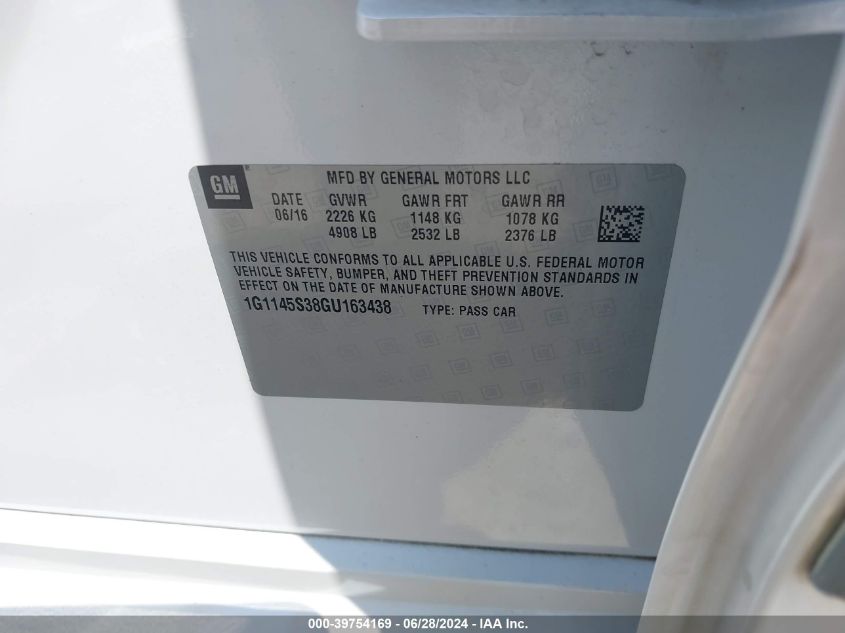 GM
MFD BY GENERAL MOTORS LLC
DATE GVWR GAWR FRT GAWR RR
06/16 2226 KG 1148 KG 1078 KG
4908 LB 2532 LB 2376 LB
THIS VEHICLE CONFORMS TO ALL APPLICABLE U.S. FEDERAL MOTOR
VEHICLE SAFETY, BUMPER, AND THEFT PREVENTION STANDARDS IN
EFFECT ON THE DATE OF MANUFACTURE SHOWN ABOVE.
1G1145S38GU163438 TYPE: PASS CAR
000-39754169 - 06/28/2024 - IAA Inc.